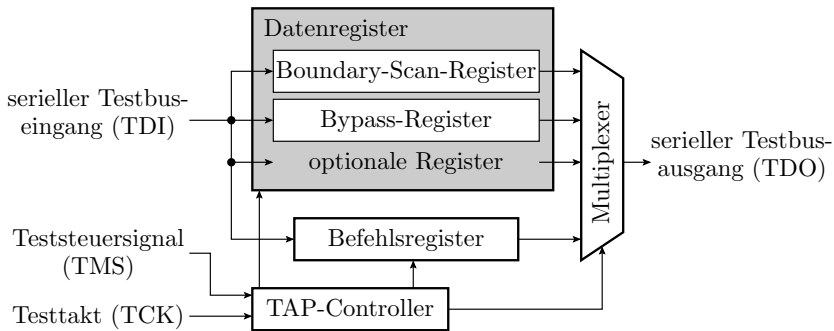 Datenregister
Boundary-Scan-Register
serieller Testbus-
eingang (TDI)
Bypass-Register
optionale Register
Multiplexer
serieller Testbus-
ausgang (TDO)
Teststeuersignal
(TMS)
Befehlsregister
Testtakt (TCK)
TAP-Controller